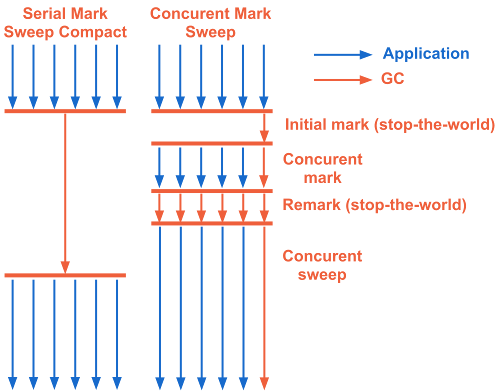 Serial Mark
Sweep Compact
Concurent Mark
Sweep
Application
GC
Initial mark (stop-the-world)
Concurent
mark
Remark (stop-the-world)
Concurent
sweep